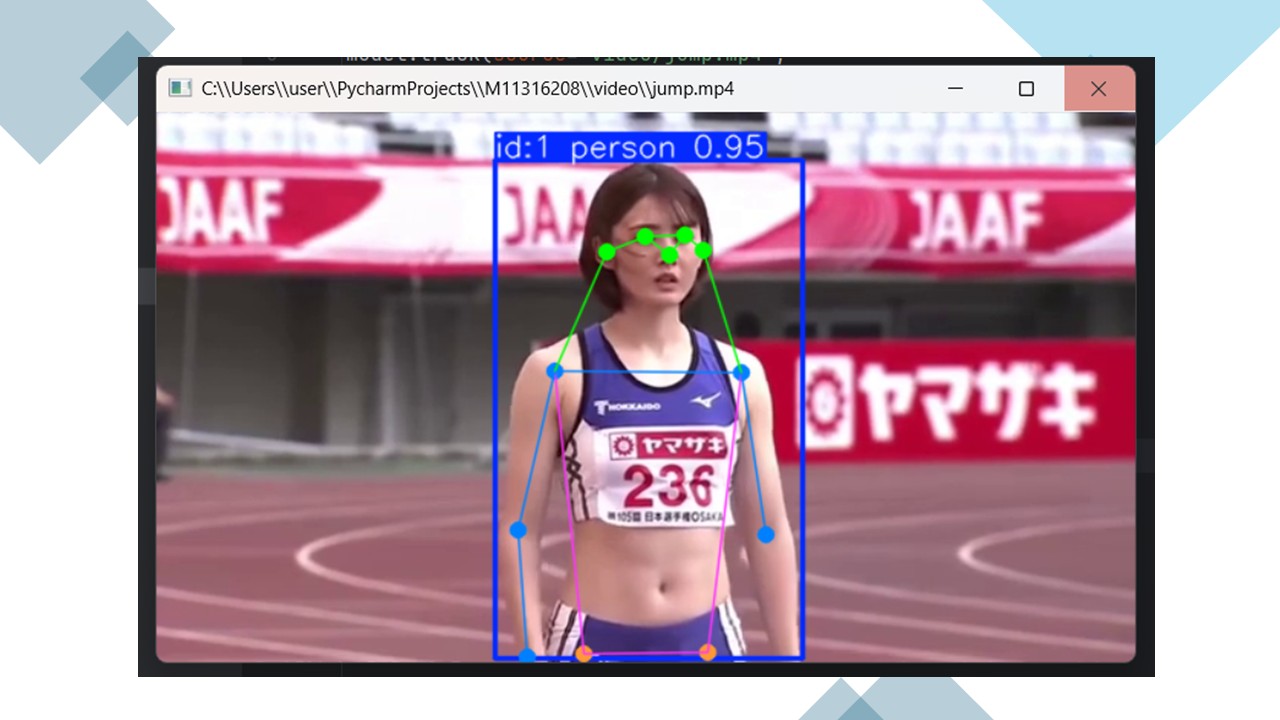 C:\\Users\\user\\PycharmProjects\\M11316208\\video\\jump.mp4
id:1 person 0.95
JAAF
JAA
JAAF
ヤマザキ
HOKKAIDO
ヤマザキ
236
第105回 日本選手権OSAKA